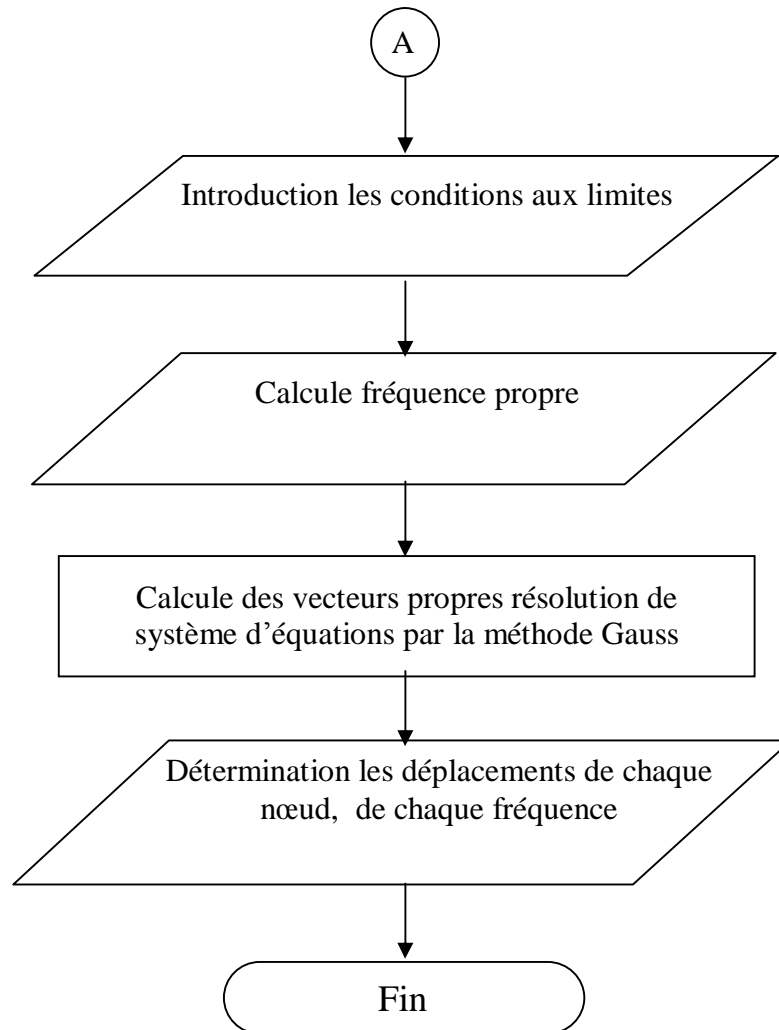 A
Introduction les conditions aux limites
Calcule fréquence propre
Calcule des vecteurs propres résolution de
système d’équations par la méthode Gauss
Détermination les déplacements de chaque
nœud, de chaque fréquence
Fin